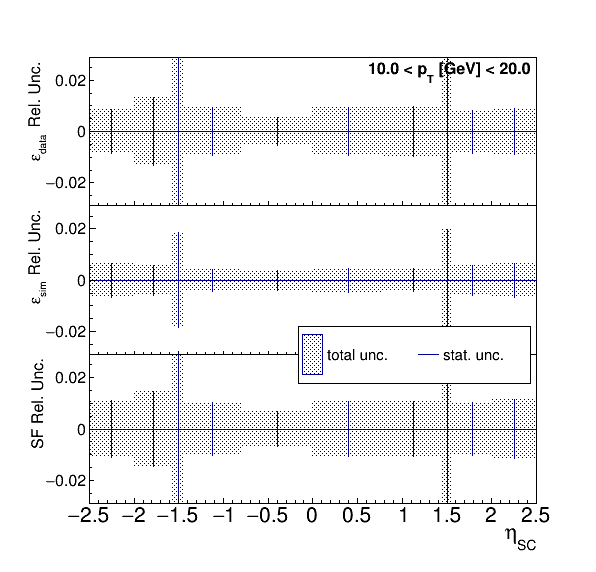 10.0 < p_T [GeV] < 20.0
ε_data Rel. Unc.
0.02
0
−0.02
ε_sim Rel. Unc.
0.02
0
−0.02
total unc. stat. unc.
SF Rel. Unc.
0.02
0
−0.02
−2.5 −2 −1.5 −1 −0.5 0 0.5 1 1.5 2 2.5
η_SC